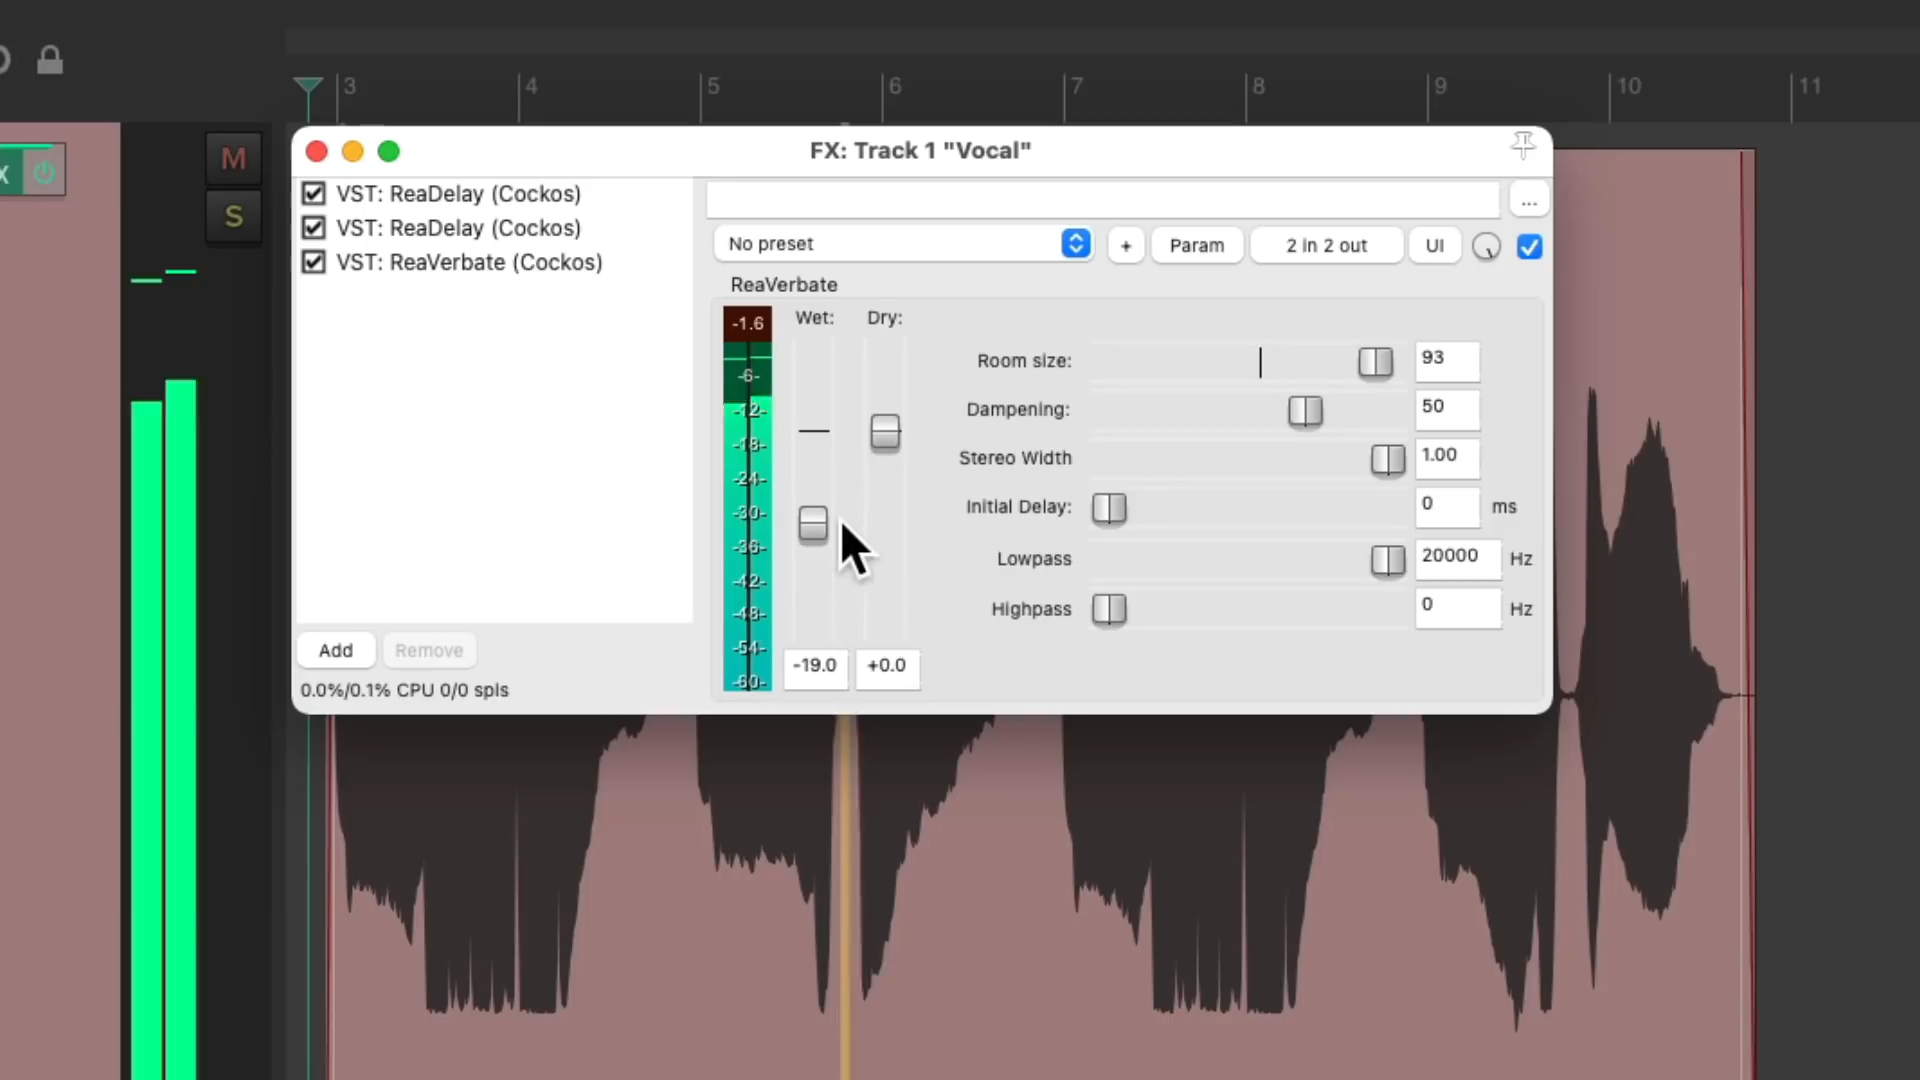 3 4 5 6 7 8 9 10 11
X
M
S
FX: Track 1 "Vocal"
VST: ReaDelay (Cockos)
VST: ReaDelay (Cockos)
VST: ReaVerbate (Cockos)
Add Remove
0.0%/0.1% CPU 0/0 spls
...
No preset + Param 2 in 2 out UI
ReaVerbate
Wet: Dry:
-1.6
-6-
-12-
-18-
-24-
-30-
-36-
-42-
-48-
-54-
-60-
-19.0 +0.0
Room size: 93
Dampening: 50
Stereo Width 1.00
Initial Delay: 0 ms
Lowpass 20000 Hz
Highpass 0 Hz